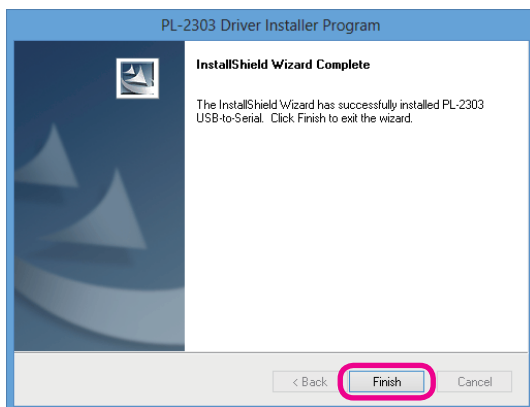 PL-2303 Driver Installer Program
InstallShield Wizard Complete
The InstallShield Wizard has successfully installed PL-2303
USB-to-Serial. Click Finish to exit the wizard.
< Back
Finish
Cancel